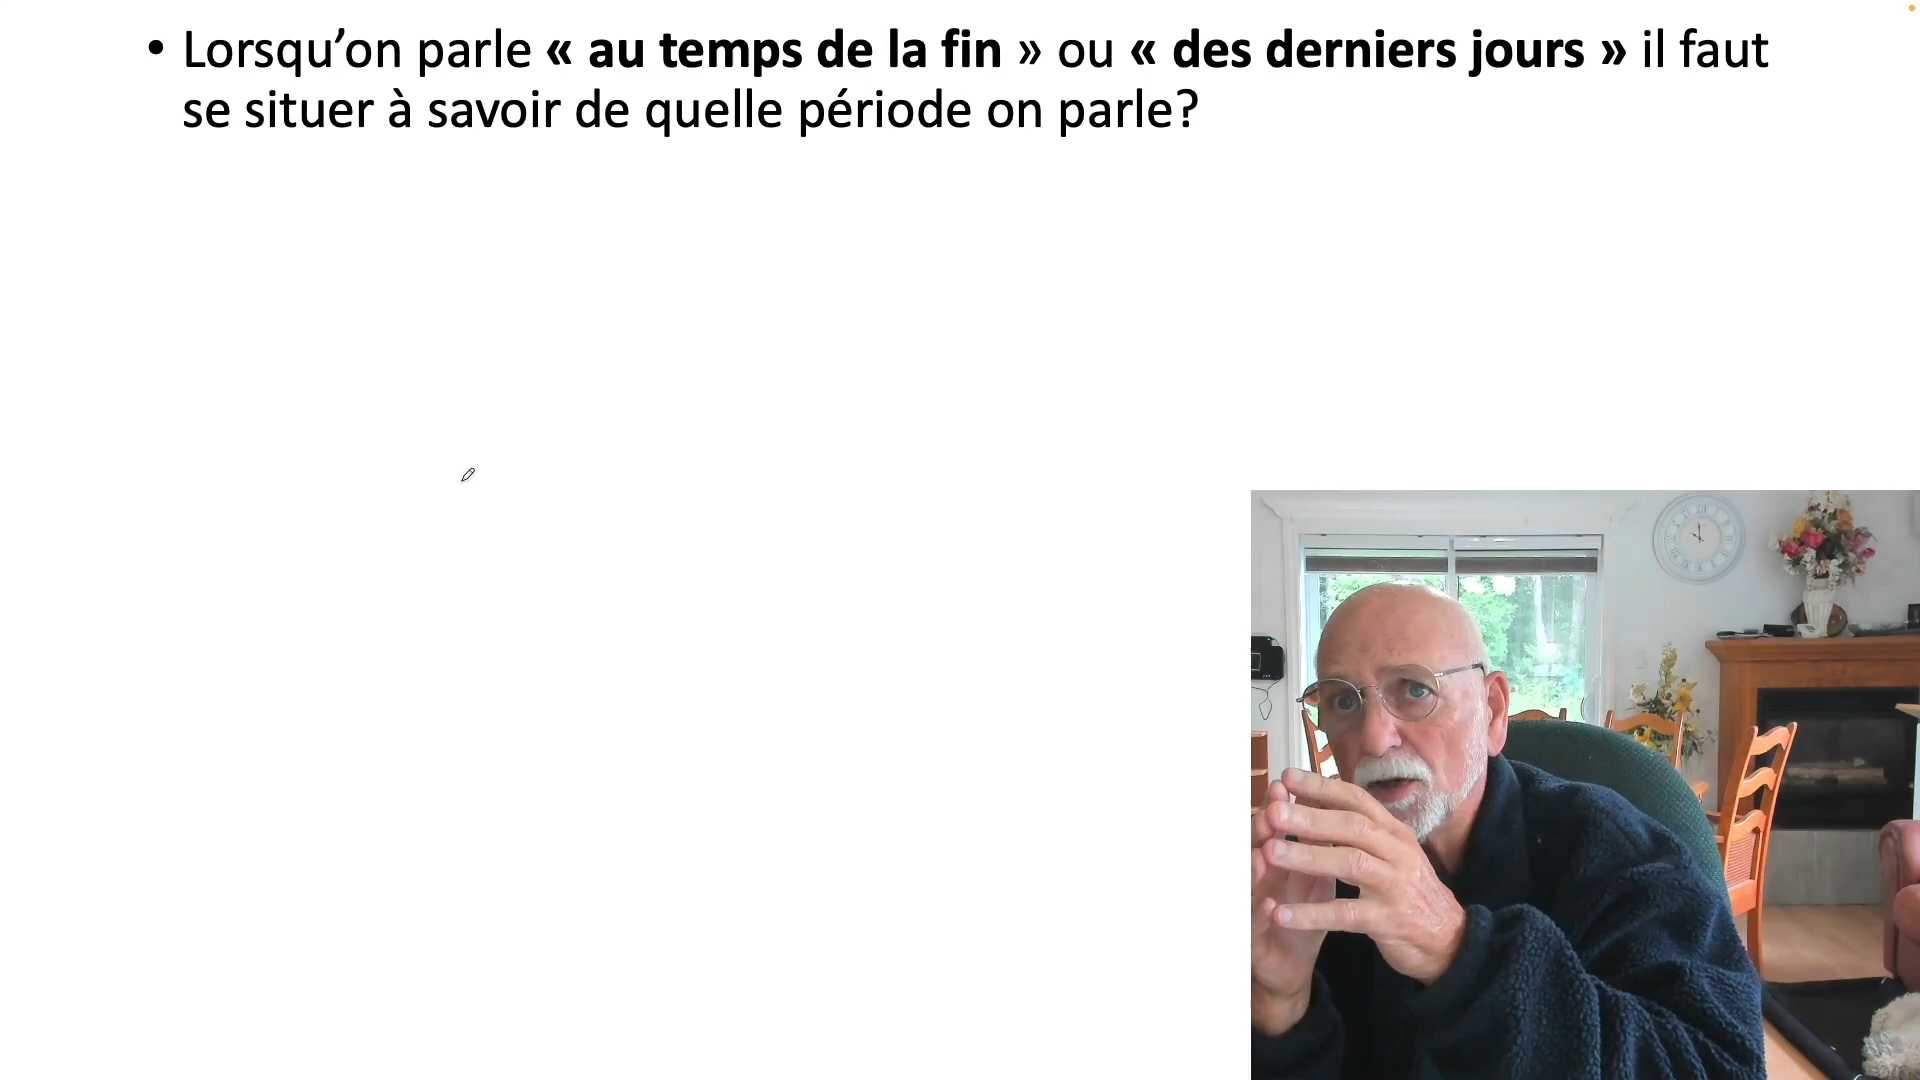 • Lorsqu’on parle « au temps de la fin » ou « des derniers jours » il faut
se situer à savoir de quelle période on parle?